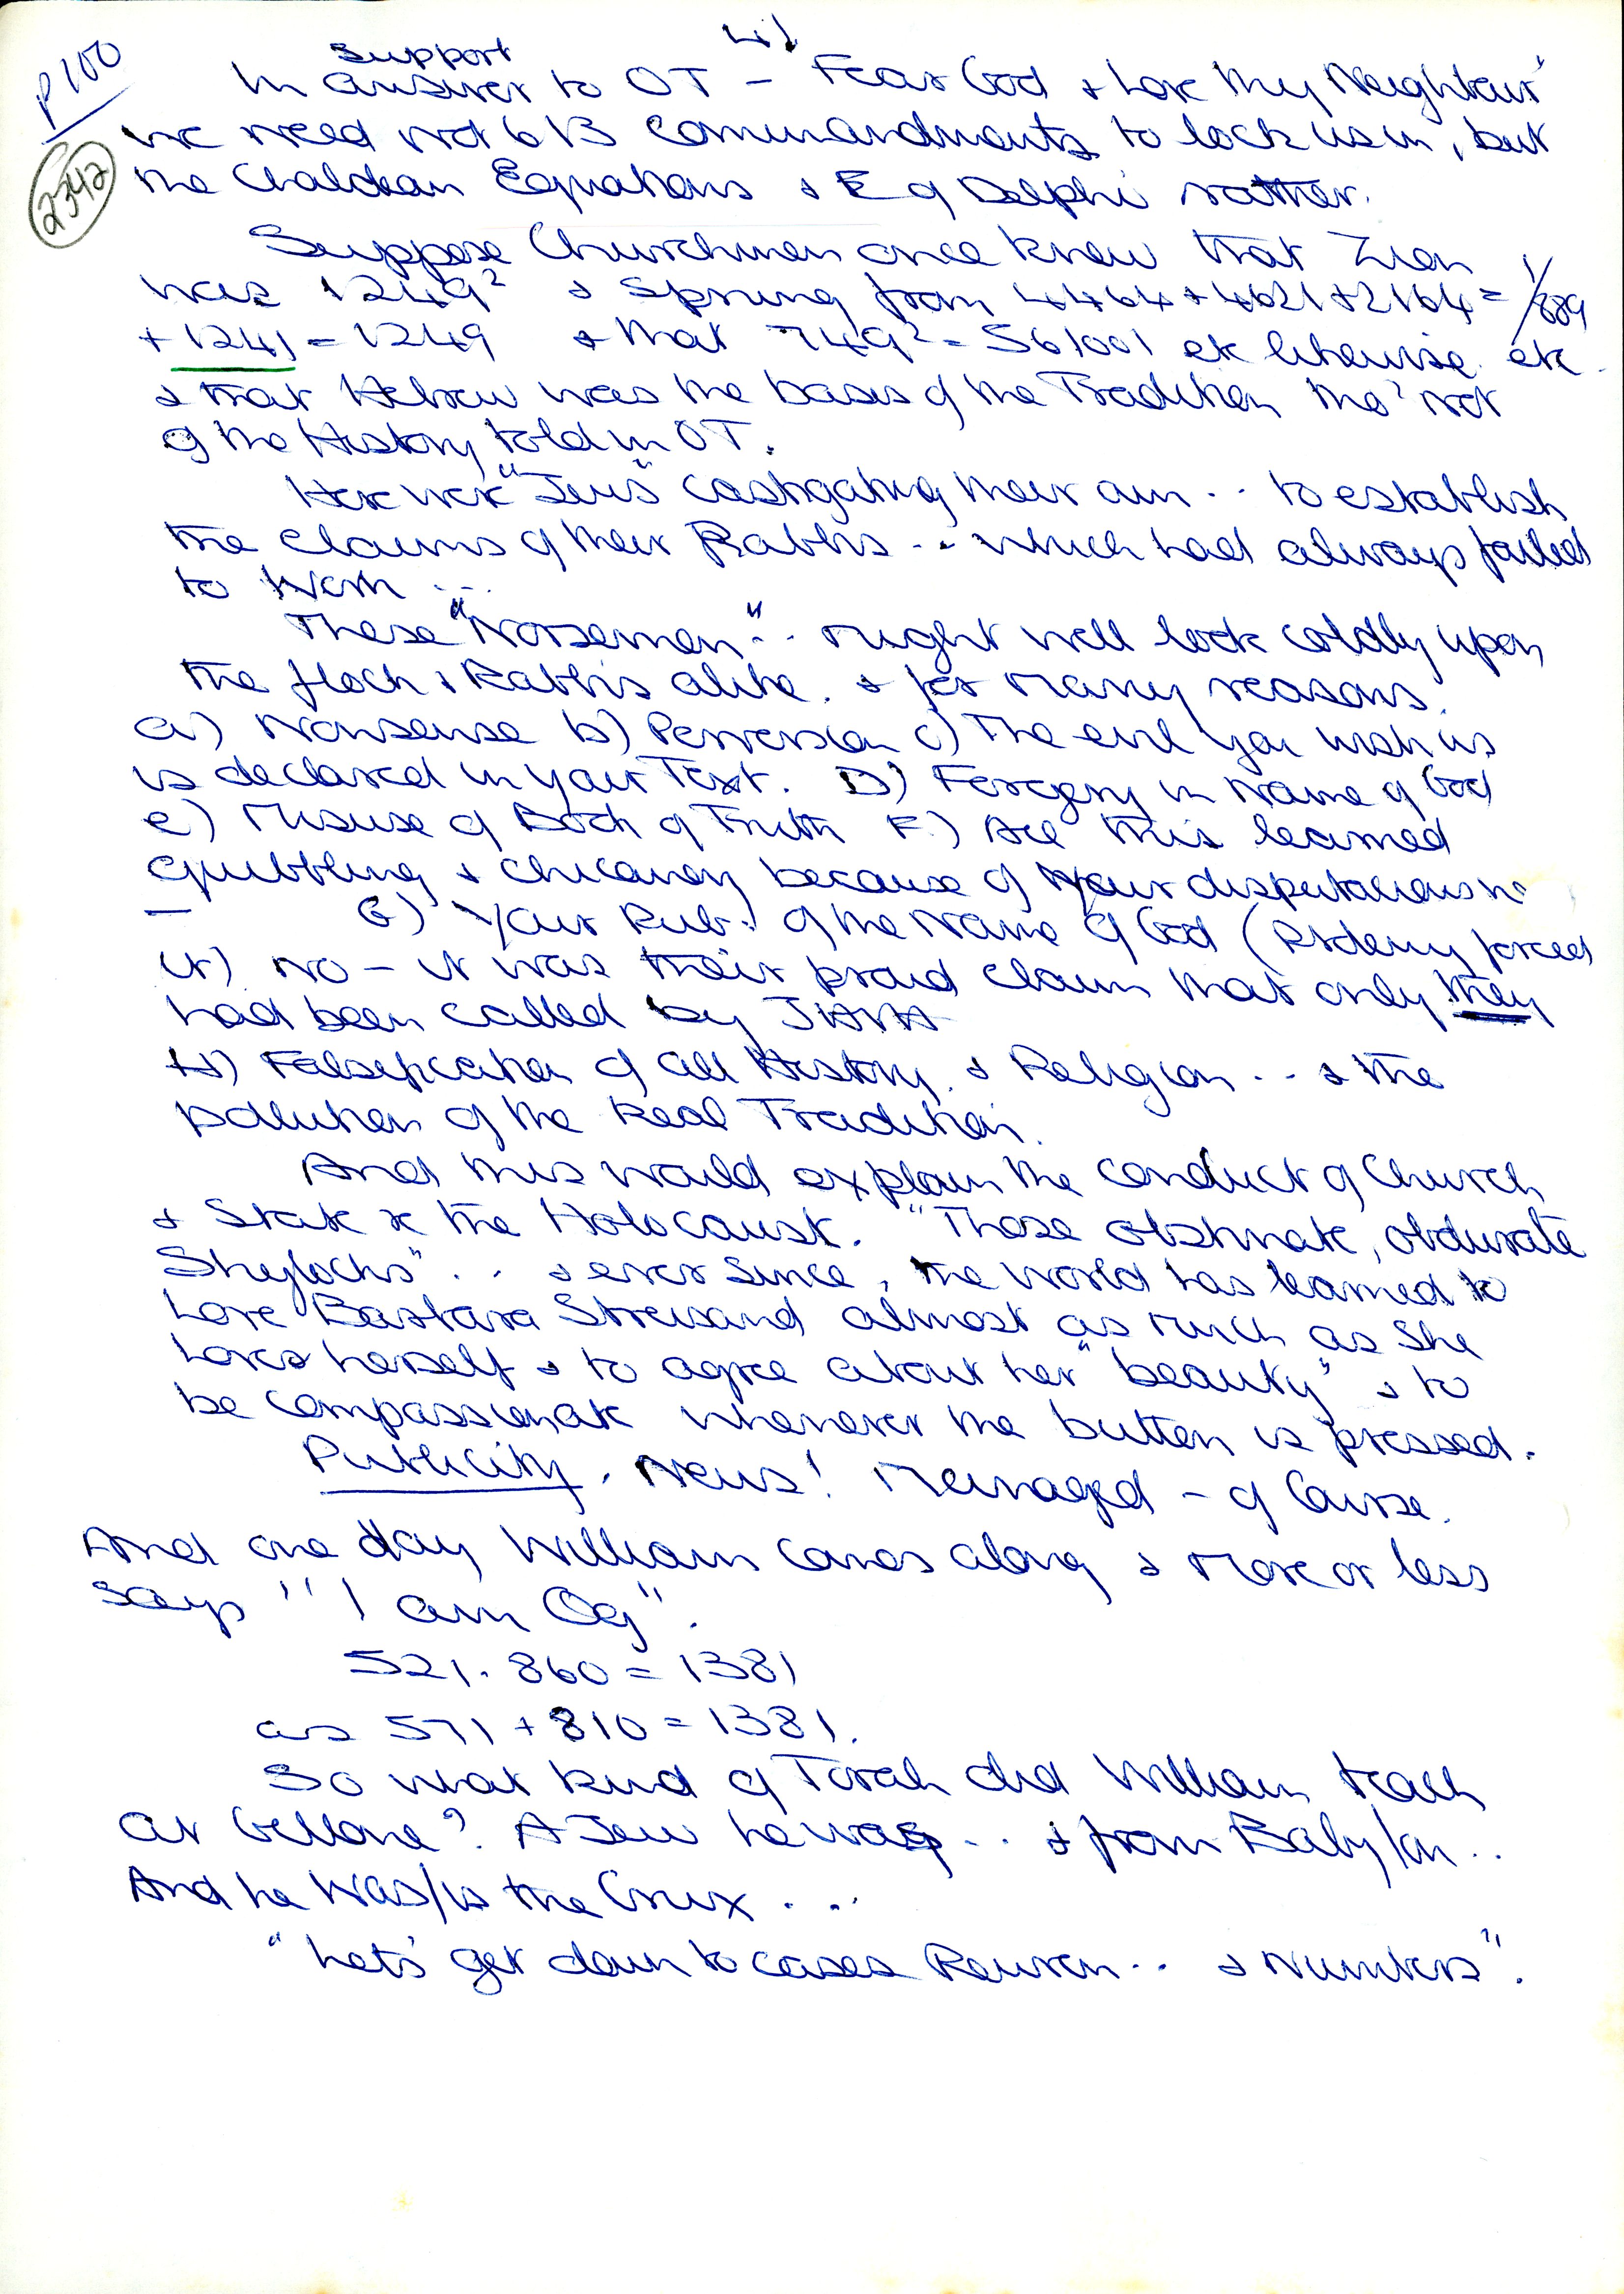 P100
2342
4)
support
In answer to OT - "Fear God & Love Thy Neighbour"
we need not 613 Commandments to lock us in, but
the Chaldean Equations & E of Delphi rather.
Suppose Churchmen once knew that Zion
was 1249² & sprung from 4464+4621+2164 = 1/889
+ 1241 = 1249 & that 749² = 561001 etc likewise etc.
& that Hebrew was the basis of the Tradition tho' not
of the History told in OT.
Here were "Jews" castigating their own .. to establish
the claims of their Rabbis .. which had always failed
to Work ...
These "Norsemen" .. might well look coldly upon
the flock & Rabbis alike. & for many reasons.
a) Nonsense b) Perversion c) The evil you wish us
is declared in your Text. D) Forgery in Name of God
e) Misuse of Book of Truth F.) All this learned
Quibbling & chicanery because of your
G) Your Pub. of the Name of God (Ptolemy forced
it) No - it was their proud claim that only they
had been called by JHVH
H) Falsification of all History & Religion .. & the
pollution of the Real Tradition.
And this would explain the conduct of Church
& State re the Holocaust. "Those obstinate, obdurate
Shylocks" .. & ever since, the world has learned to
Love Barbara Streisand almost as much as She
Loves herself & to agree about her "beauty" & to
be compassionate whenever the button is pressed.
Publicity. News! Managed - of Course.
And one day William comes along & more or less
says "I am Og".
521. 860 = 1381
as 571 + 810 = 1381.
So what kind of Torah did William teach
at Gellone? A Jew he was .. & from Babylon ..
And he Was/is the Crux ...
"Let's get down to cases Reuven .. & Numbers".